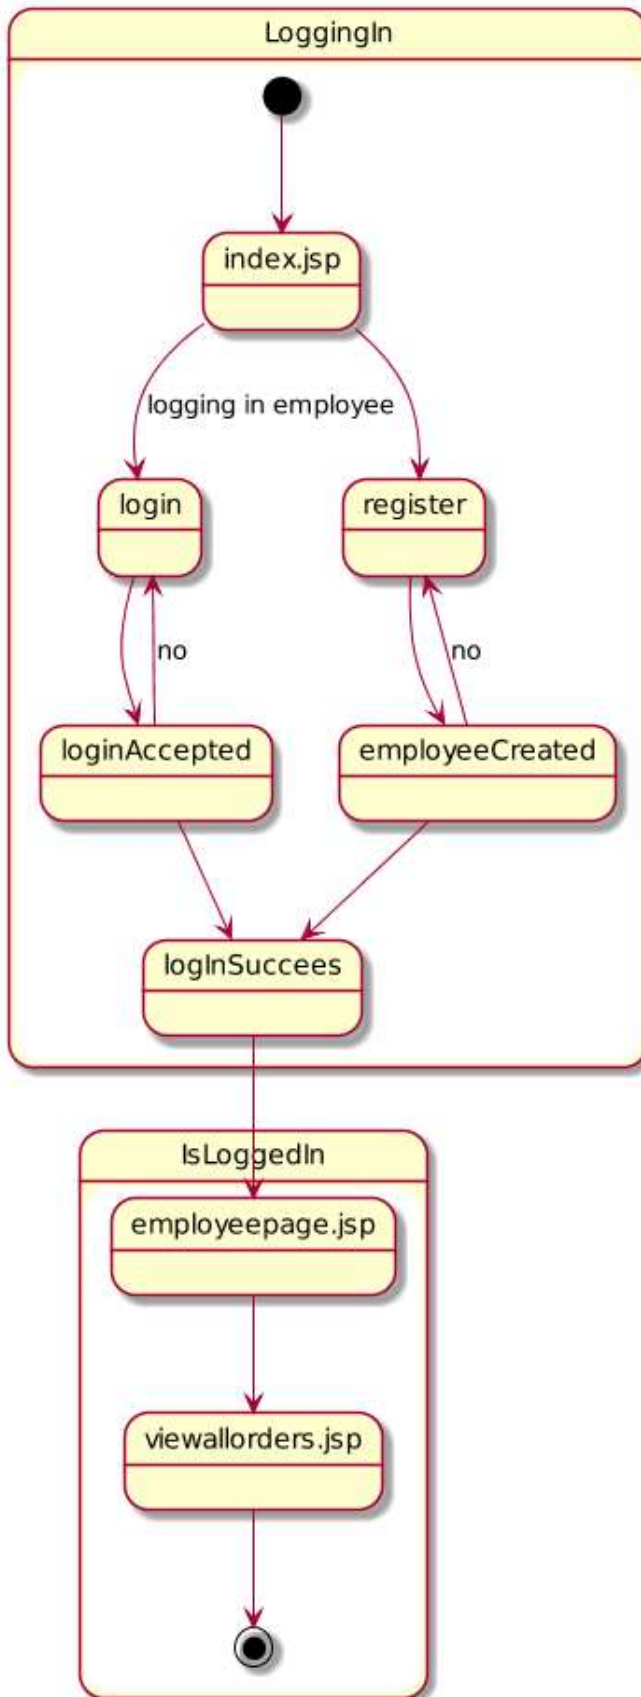 LoggingIn
index.jsp
logging in employee
login
register
no
no
loginAccepted
employeeCreated
logInSuccees
IsLoggedIn
employeepage.jsp
viewallorders.jsp